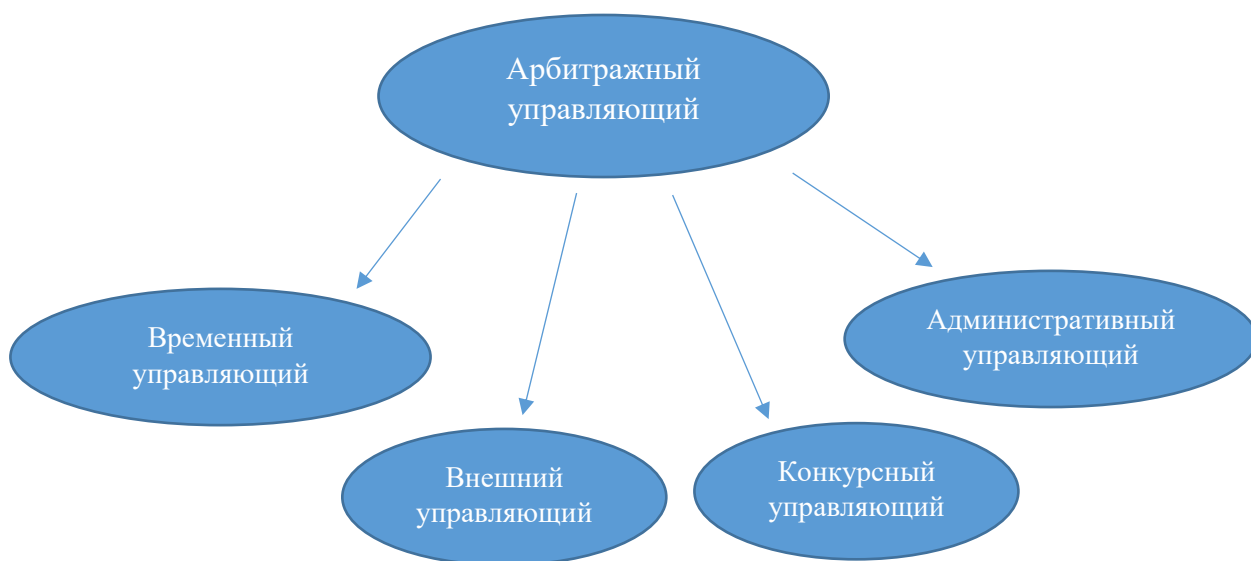 Арбитражный
управляющий
Временный
управляющий
Административный
управляющий
Внешний
управляющий
Конкурсный
управляющий